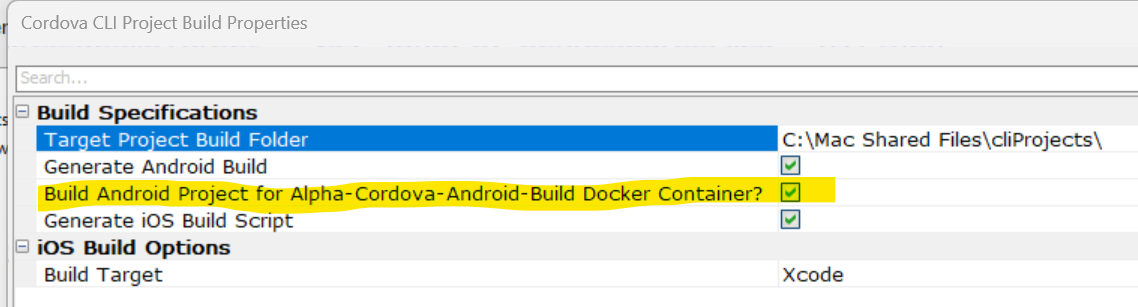 Cordova CLI Project Build Properties
Search...
Build Specifications
Target Project Build Folder C:\Mac Shared Files\cliProjects\
Generate Android Build
Build Android Project for Alpha-Cordova-Android-Build Docker Container?
Generate iOS Build Script
iOS Build Options
Build Target Xcode